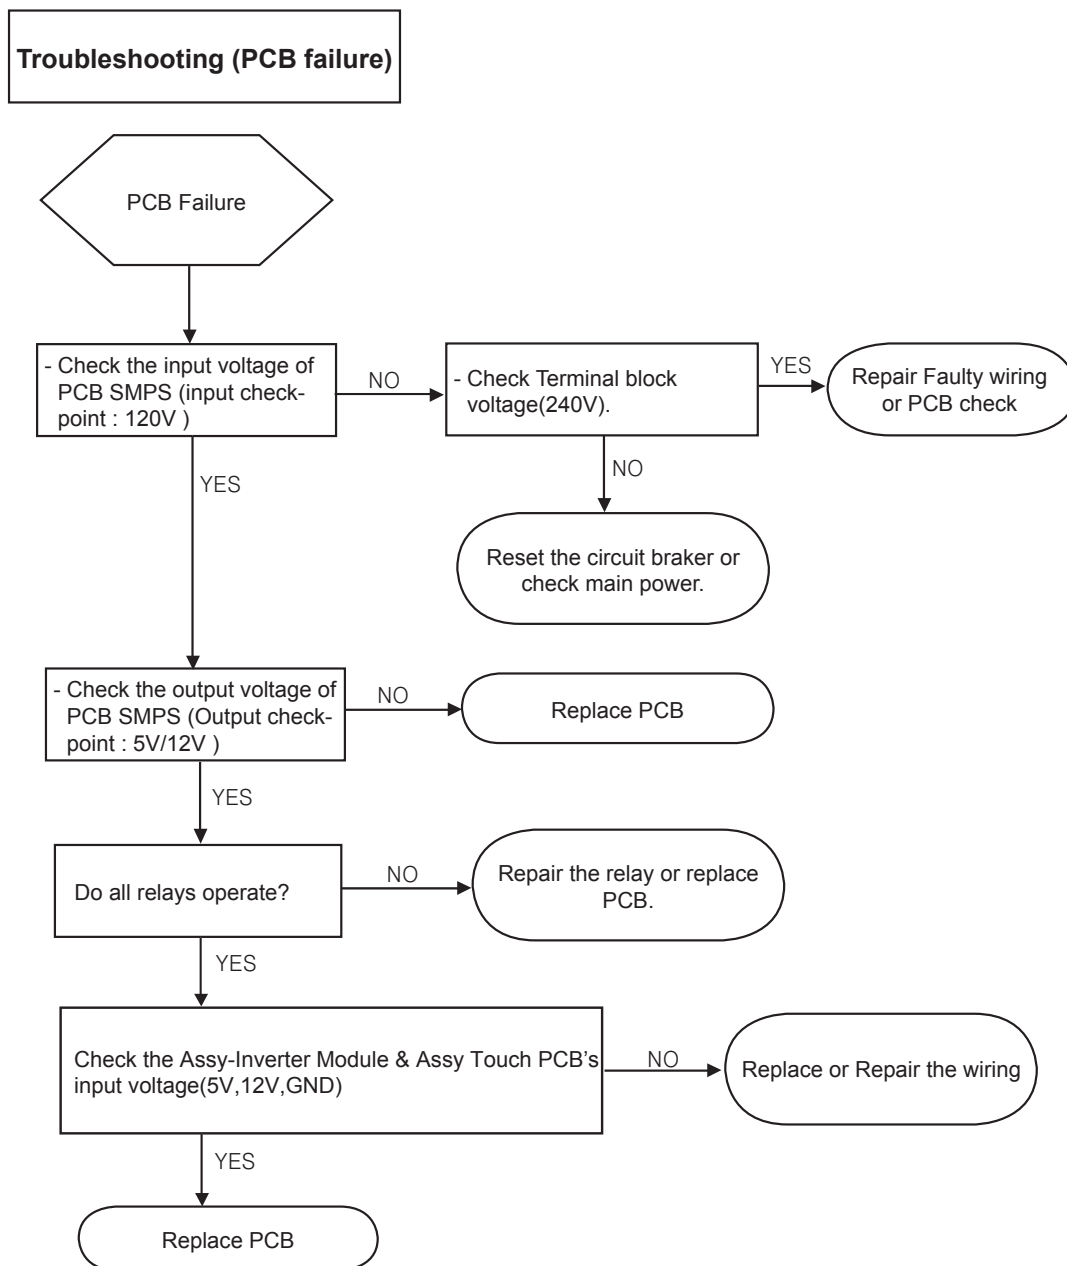 Troubleshooting (PCB failure)
PCB Failure
- Check the input voltage of
PCB SMPS (input check-
point : 120V )
NO
- Check Terminal block
voltage(240V).
YES
Repair Faulty wiring
or PCB check
YES
NO
Reset the circuit braker or
check main power.
- Check the output voltage of
PCB SMPS (Output check-
point : 5V/12V )
NO
Replace PCB
YES
Do all relays operate?
NO
Repair the relay or replace
PCB.
YES
Check the Assy-Inverter Module & Assy Touch PCB’s
input voltage(5V,12V,GND)
NO
Replace or Repair the wiring
YES
Replace PCB